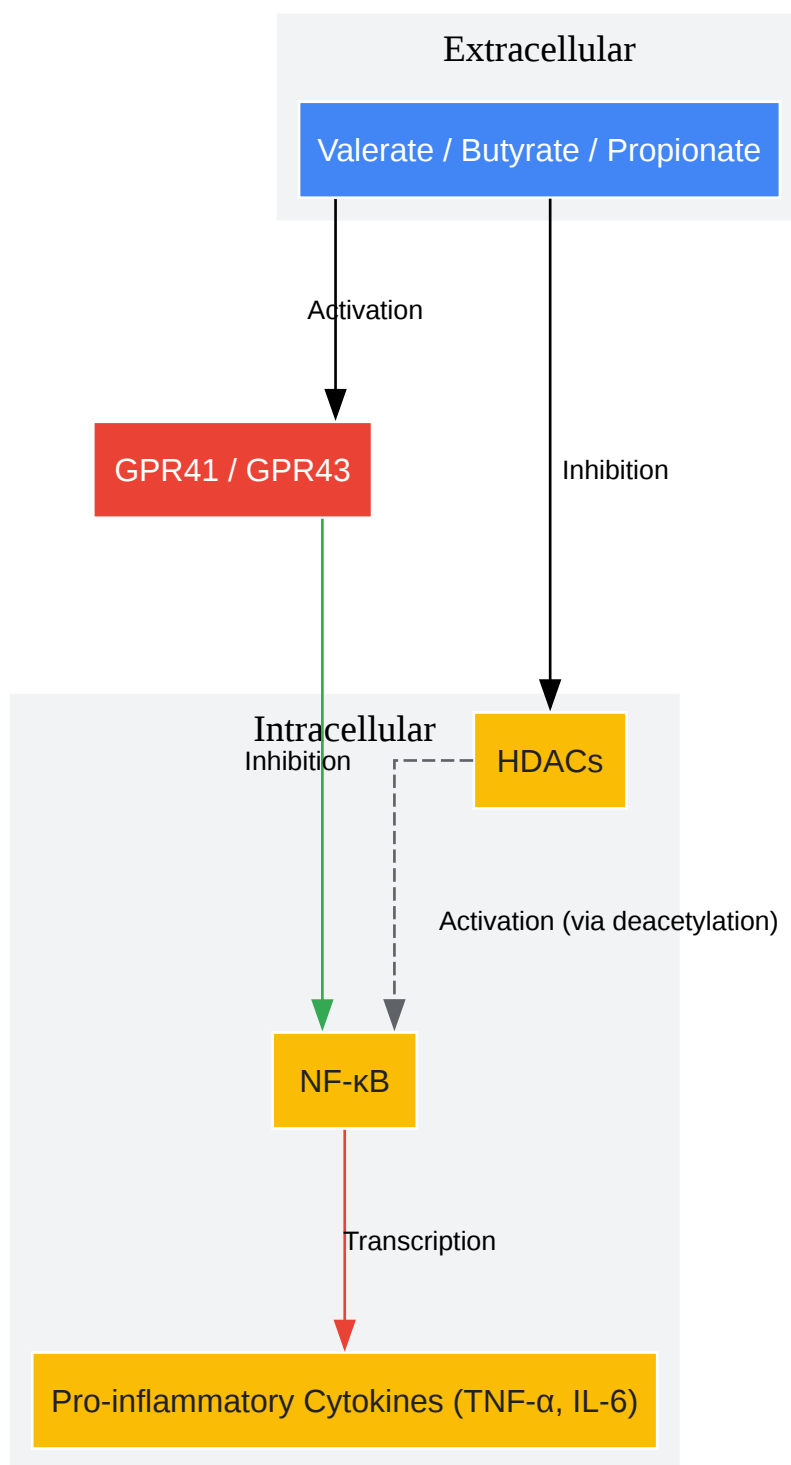 Extracellular
Valerate / Butyrate / Propionate
Activation
GPR41 / GPR43
Inhibition
Intracellular
Inhibition
HDACs
Activation (via deacetylation)
NF-κB
Transcription
Pro-inflammatory Cytokines (TNF-α, IL-6)